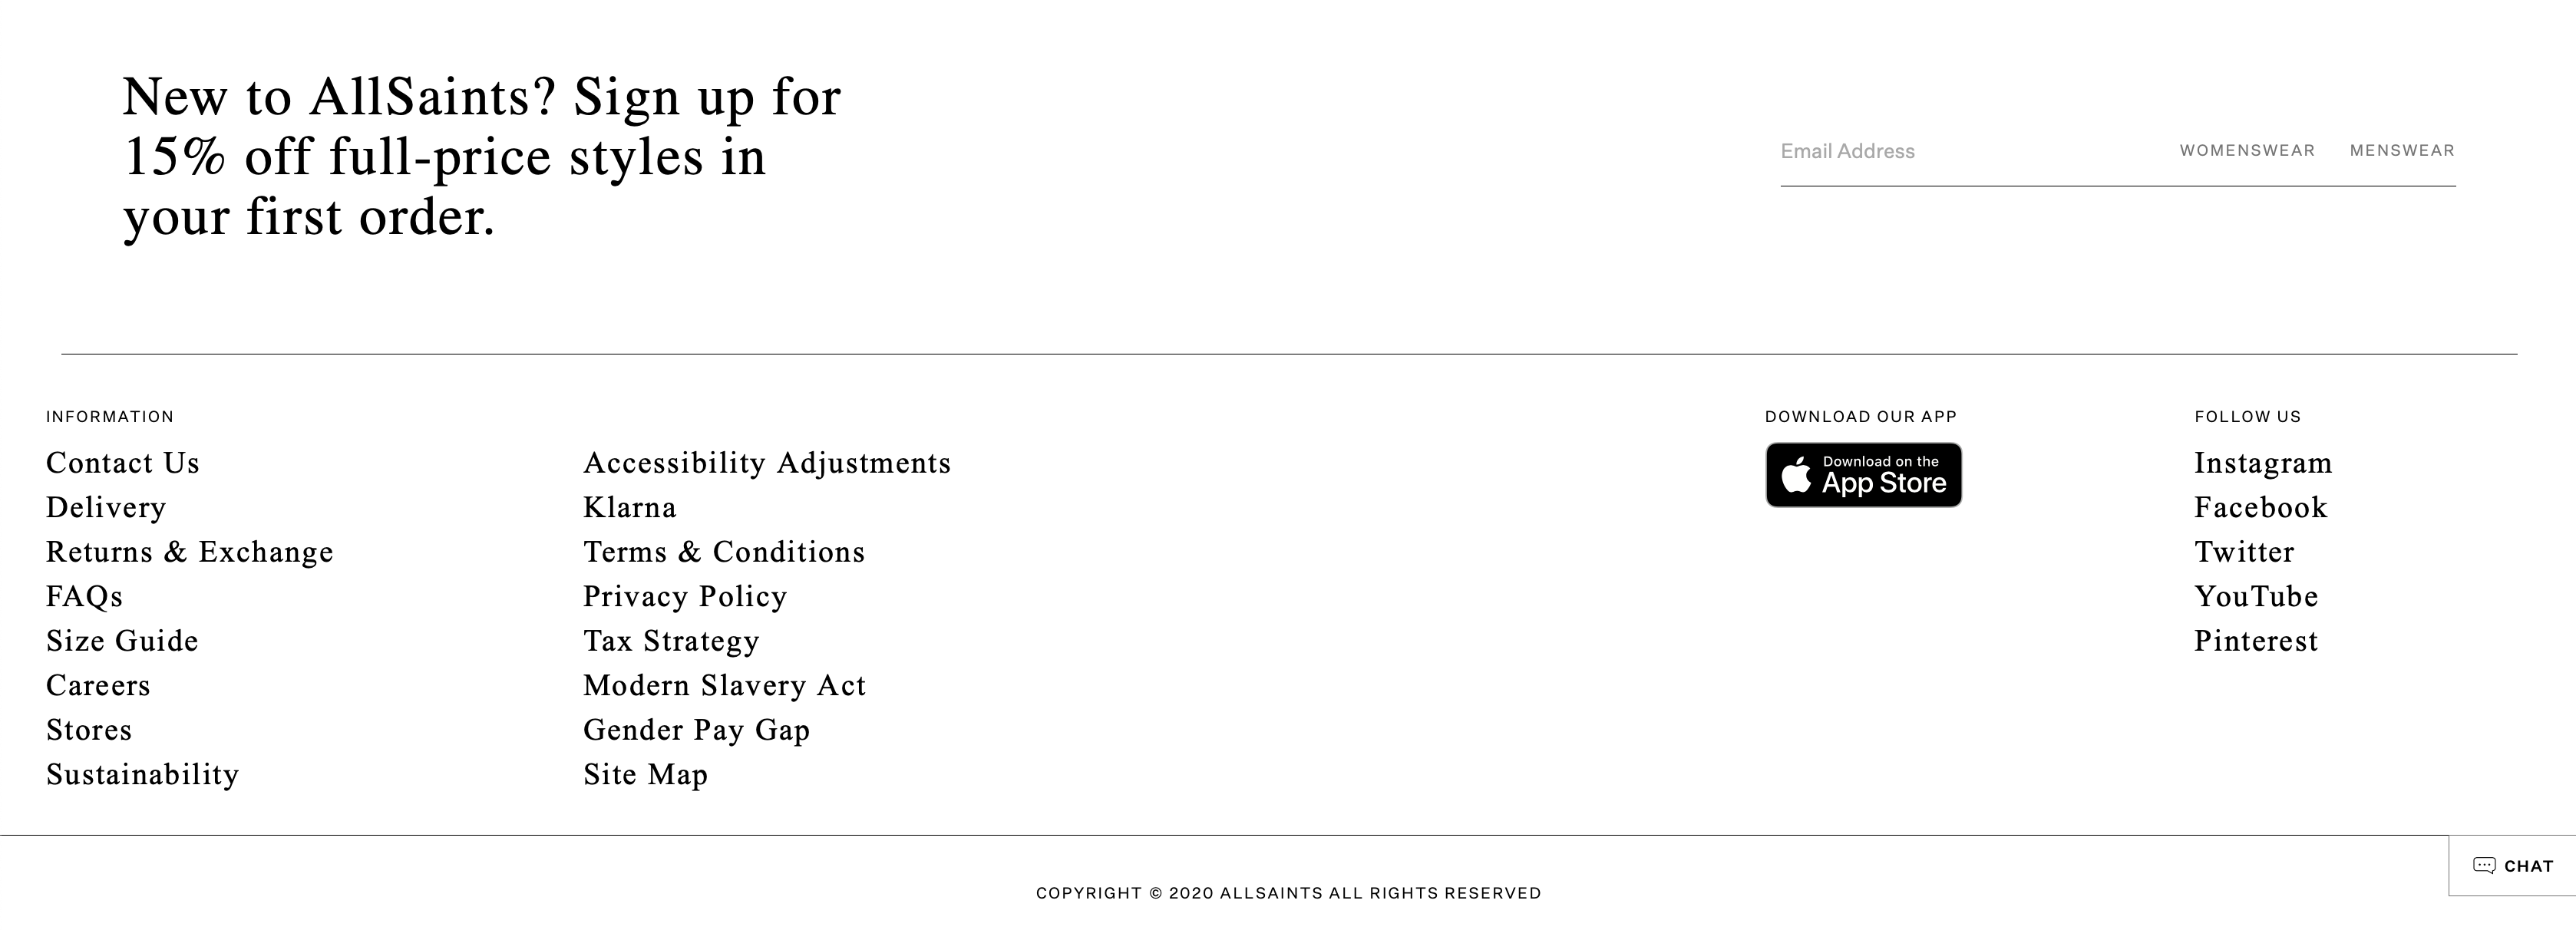 New to AllSaints? Sign up for
15% off full-price styles in
your first order.
Email Address
WOMENSWEAR
MENSWEAR
INFORMATION
Contact Us
Delivery
Returns & Exchange
FAQs
Size Guide
Careers
Stores
Sustainability
Accessibility Adjustments
Klarna
Terms & Conditions
Privacy Policy
Tax Strategy
Modern Slavery Act
Gender Pay Gap
Site Map
DOWNLOAD OUR APP
Download on the
App Store
FOLLOW US
Instagram
Facebook
Twitter
YouTube
Pinterest
CHAT
COPYRIGHT © 2020 ALLSAINTS ALL RIGHTS RESERVED